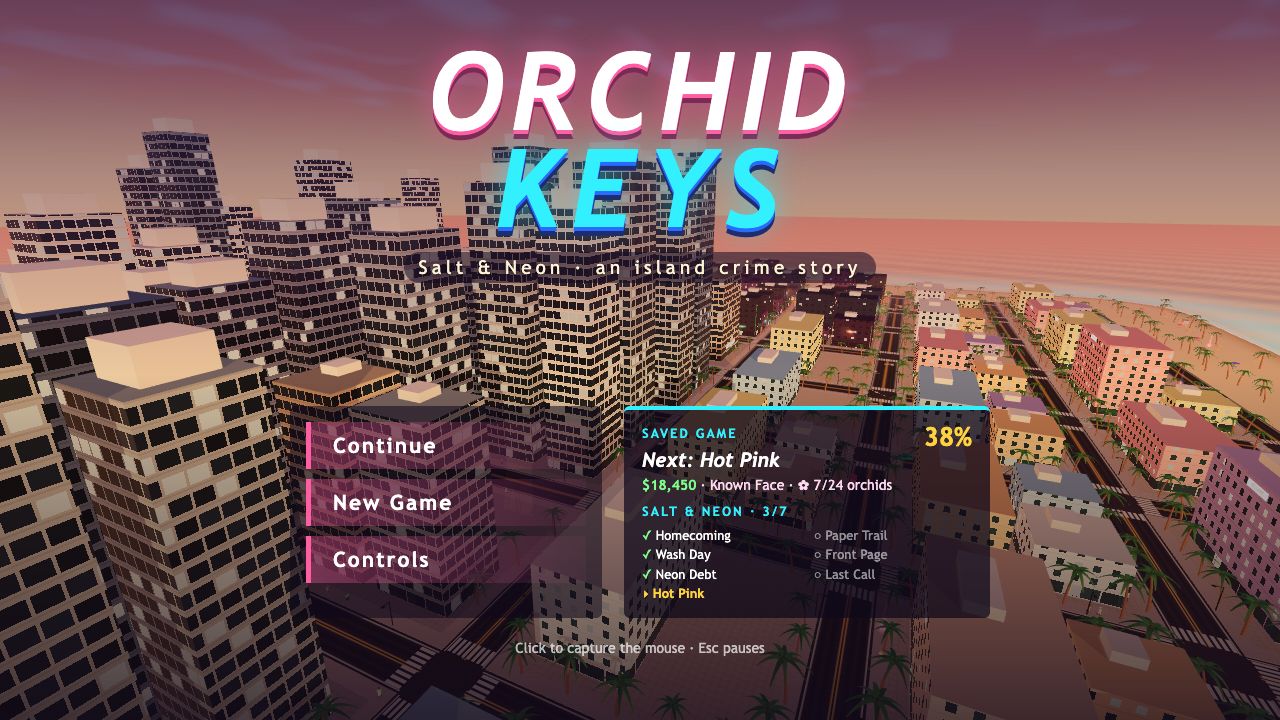 ORCHID
KEYS
Salt & Neon · an island crime story
Continue
New Game
Controls
SAVED GAME
38%
Next: Hot Pink
$18,450 · Known Face · ✿ 7/24 orchids
SALT & NEON · 3/7
✓ Homecoming
✓ Wash Day
✓ Neon Debt
▸ Hot Pink
○ Paper Trail
○ Front Page
○ Last Call
Click to capture the mouse · Esc pauses